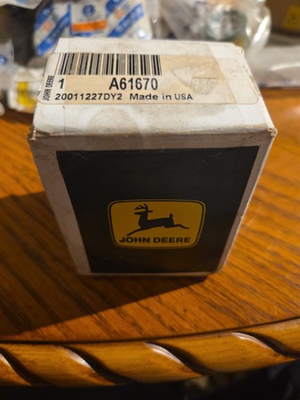 JOHN DEERE
1 A61670
20011227DY2 Made in USA
JOHN DEERE